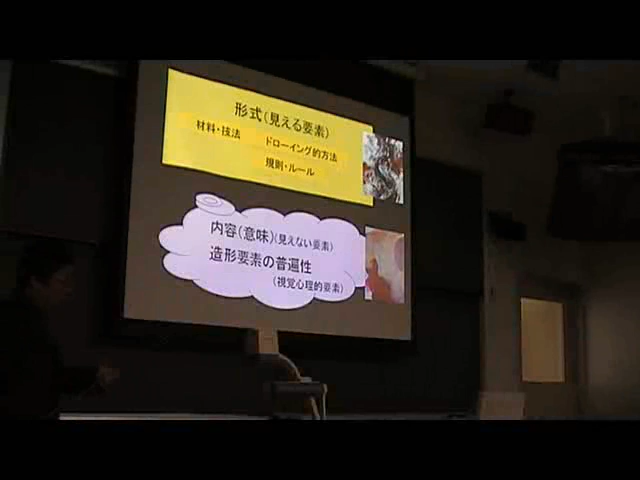 形式(見える要素)
材料・技法 ドローイング的方法
規則・ルール
内容(意味)(見えない要素)
造形要素の普遍性
(視覚心理的要素)